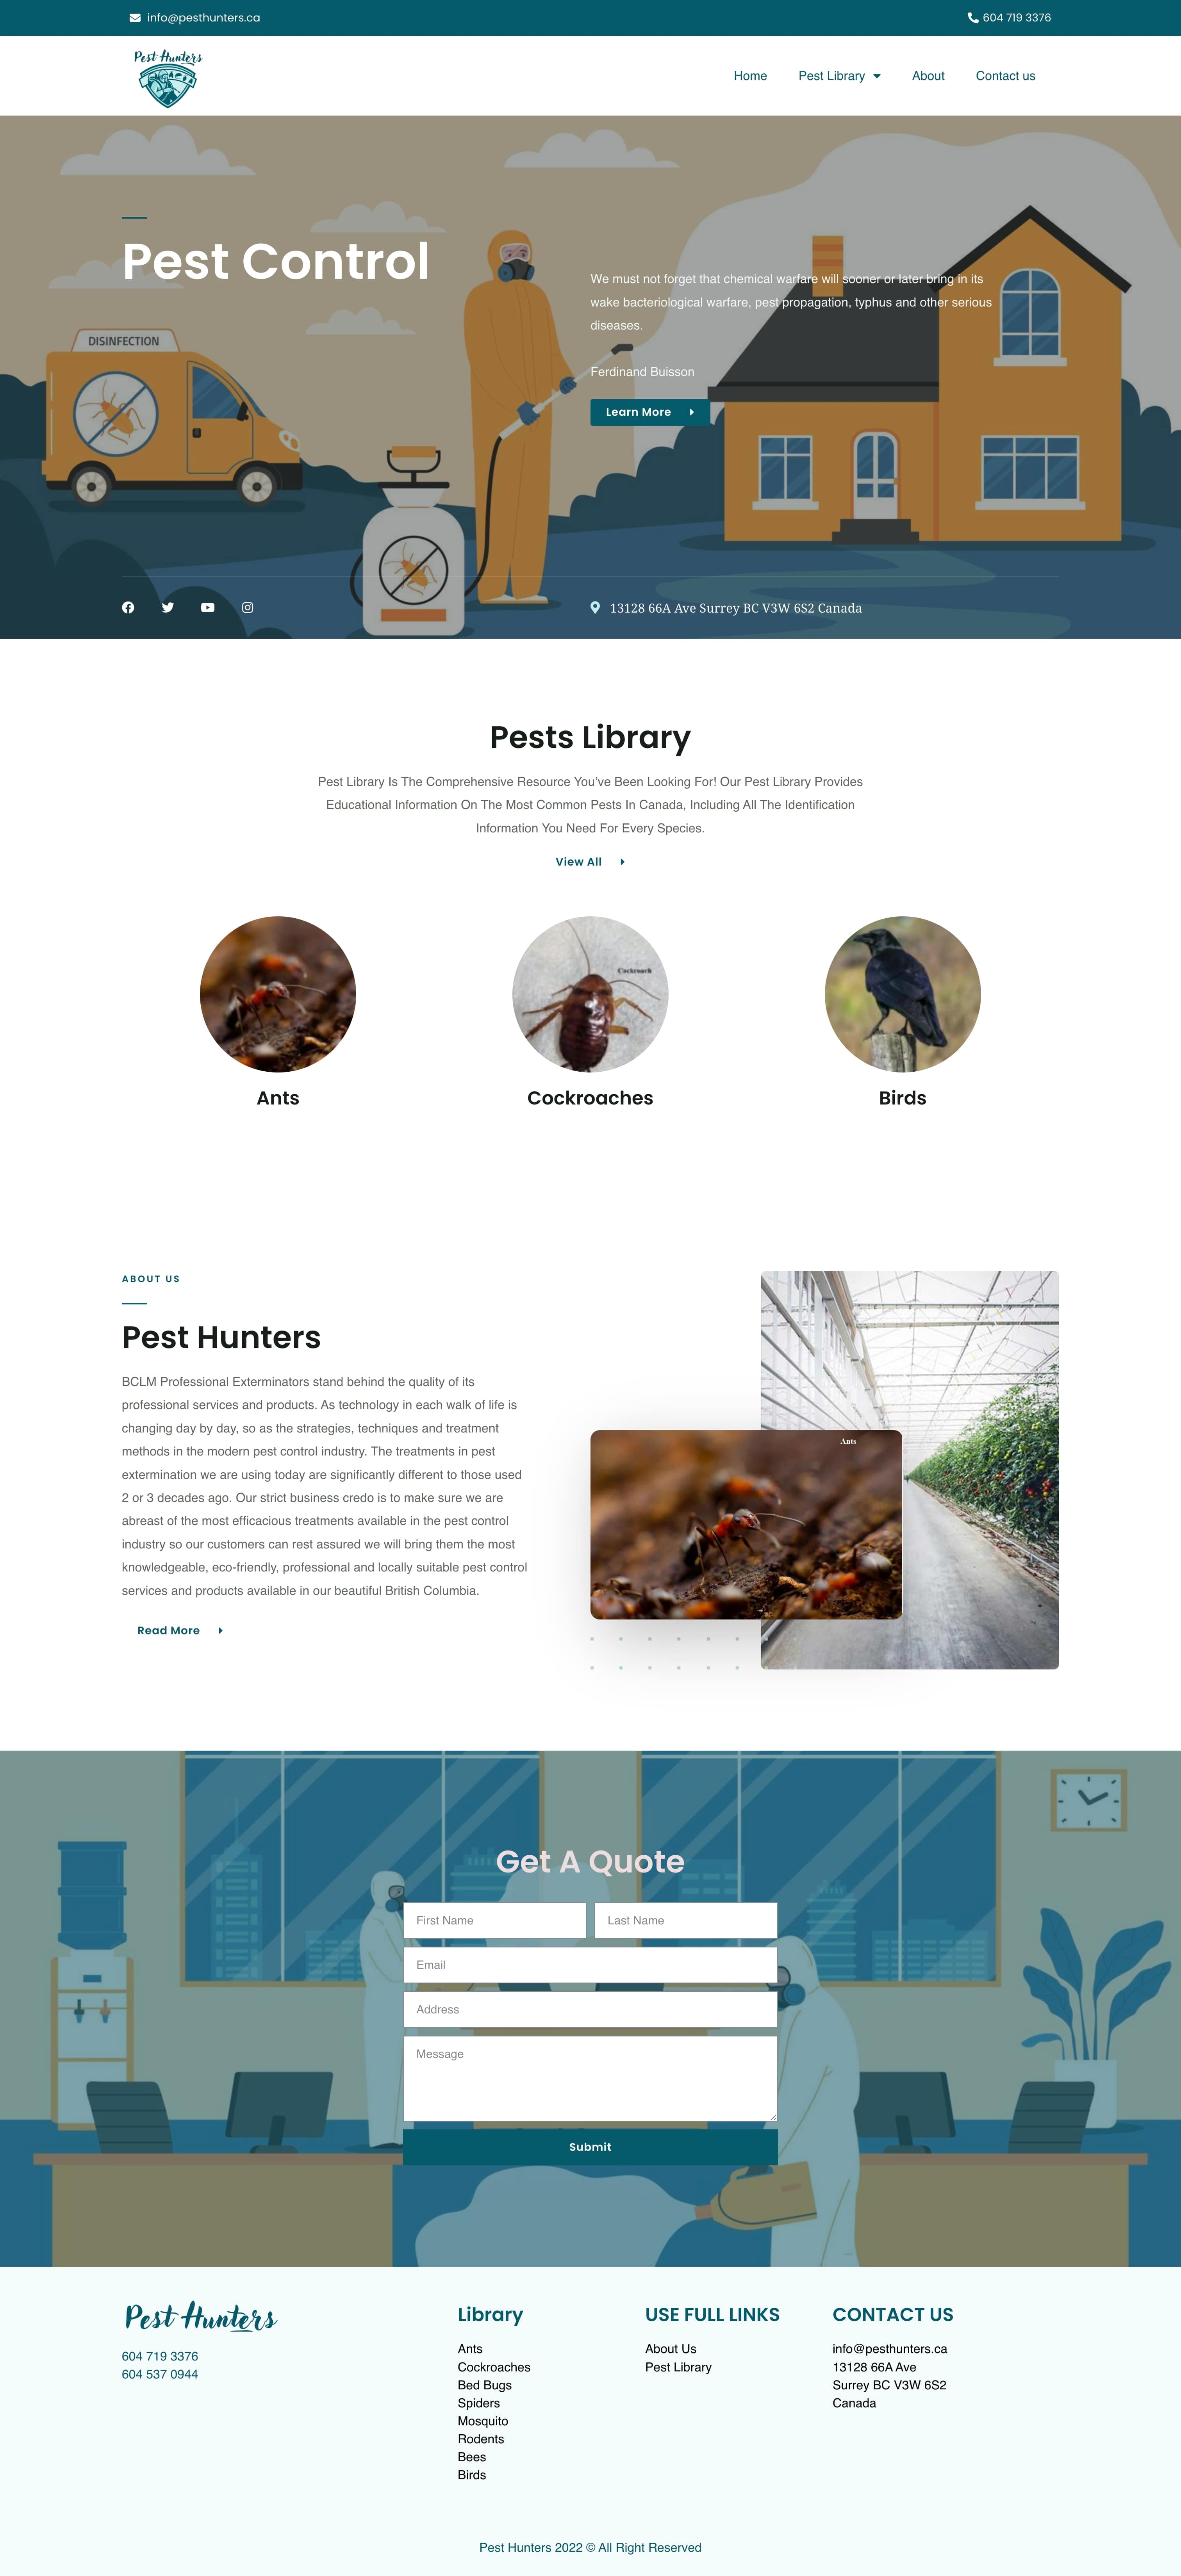 info@pesthunters.ca
604 719 3376
Pest Hunters
Home
Pest Library
About
Contact us
Pest Control
We must not forget that chemical warfare will sooner or later bring in its
wake bacteriological warfare, pest propagation, typhus and other serious
diseases.
Ferdinand Buisson
Learn More
DISINFECTION
13128 66A Ave Surrey BC V3W 6S2 Canada
Pests Library
Pest Library Is The Comprehensive Resource You've Been Looking For! Our Pest Library Provides
Educational Information On The Most Common Pests In Canada, Including All The Identification
Information You Need For Every Species.
View All
Cockroach
Ants
Cockroaches
Birds
ABOUT US
Pest Hunters
BCLM Professional Exterminators stand behind the quality of its
professional services and products. As technology in each walk of life is
changing day by day, so as the strategies, techniques and treatment
methods in the modern pest control industry. The treatments in pest
extermination we are using today are significantly different to those used
2 or 3 decades ago. Our strict business credo is to make sure we are
abreast of the most efficacious treatments available in the pest control
industry so our customers can rest assured we will bring them the most
knowledgeable, eco-friendly, professional and locally suitable pest control
services and products available in our beautiful British Columbia.
Read More
Ants
Get A Quote
First Name
Last Name
Email
Address
Message
Submit
Pest Hunters
604 719 3376
604 537 0944
Library
Ants
Cockroaches
Bed Bugs
Spiders
Mosquito
Rodents
Bees
Birds
USE FULL LINKS
About Us
Pest Library
CONTACT US
info@pesthunters.ca
13128 66A Ave
Surrey BC V3W 6S2
Canada
Pest Hunters 2022 © All Right Reserved